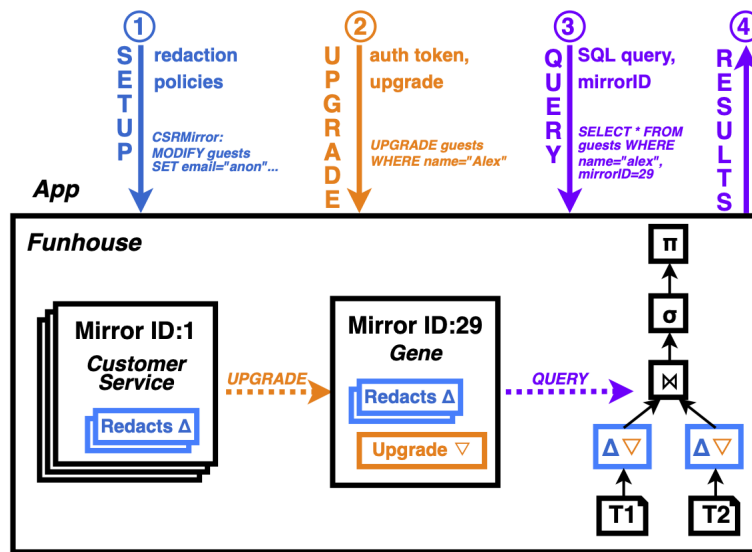 1
SETUP
redaction
policies
CSRMirror:
MODIFY guests
SET email="anon"...
2
UPGRADE
auth token,
upgrade
UPGRADE guests
WHERE name="Alex"
3
QUERY
SQL query,
mirrorID
SELECT * FROM
guests WHERE
name="alex",
mirrorID=29
4
RESULTS
App
Funhouse
Mirror ID:1
Customer
Service
Redacts Δ
UPGRADE
Mirror ID:29
Gene
Redacts Δ
Upgrade ▽
QUERY
π
σ
⋈
Δ ▽
Δ ▽
T1
T2